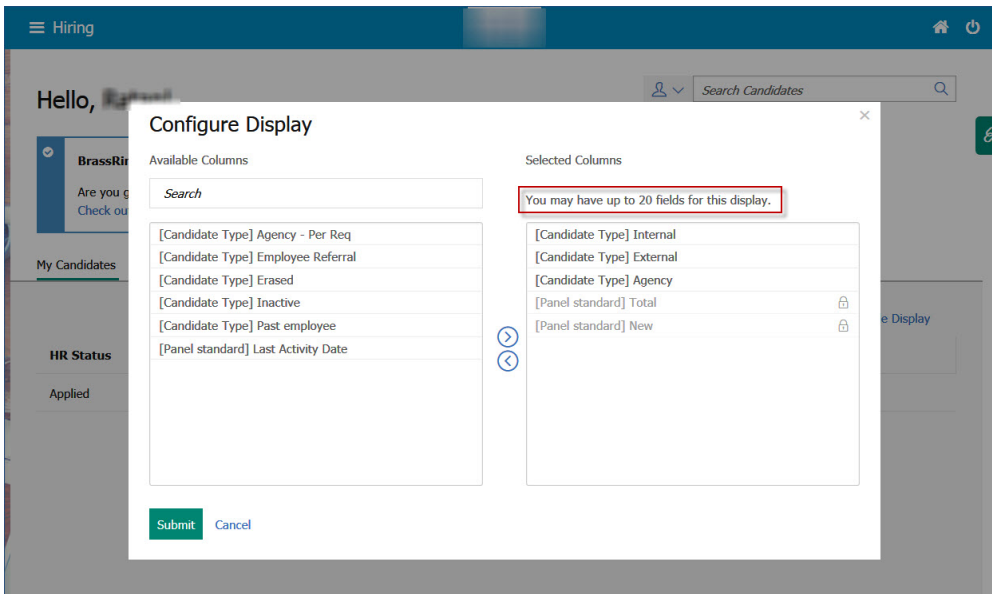 Hiring
Hello,
Search Candidates
Configure Display
BrassRin
Available Columns
Selected Columns
Are you g
Check ou
Search
You may have up to 20 fields for this display.
[Candidate Type] Agency - Per Req
[Candidate Type] Employee Referral
[Candidate Type] Erased
[Candidate Type] Inactive
[Candidate Type] Past employee
[Panel standard] Last Activity Date
[Candidate Type] Internal
[Candidate Type] External
[Candidate Type] Agency
[Panel standard] Total
[Panel standard] New
My Candidates
e Display
HR Status
Applied
Submit
Cancel